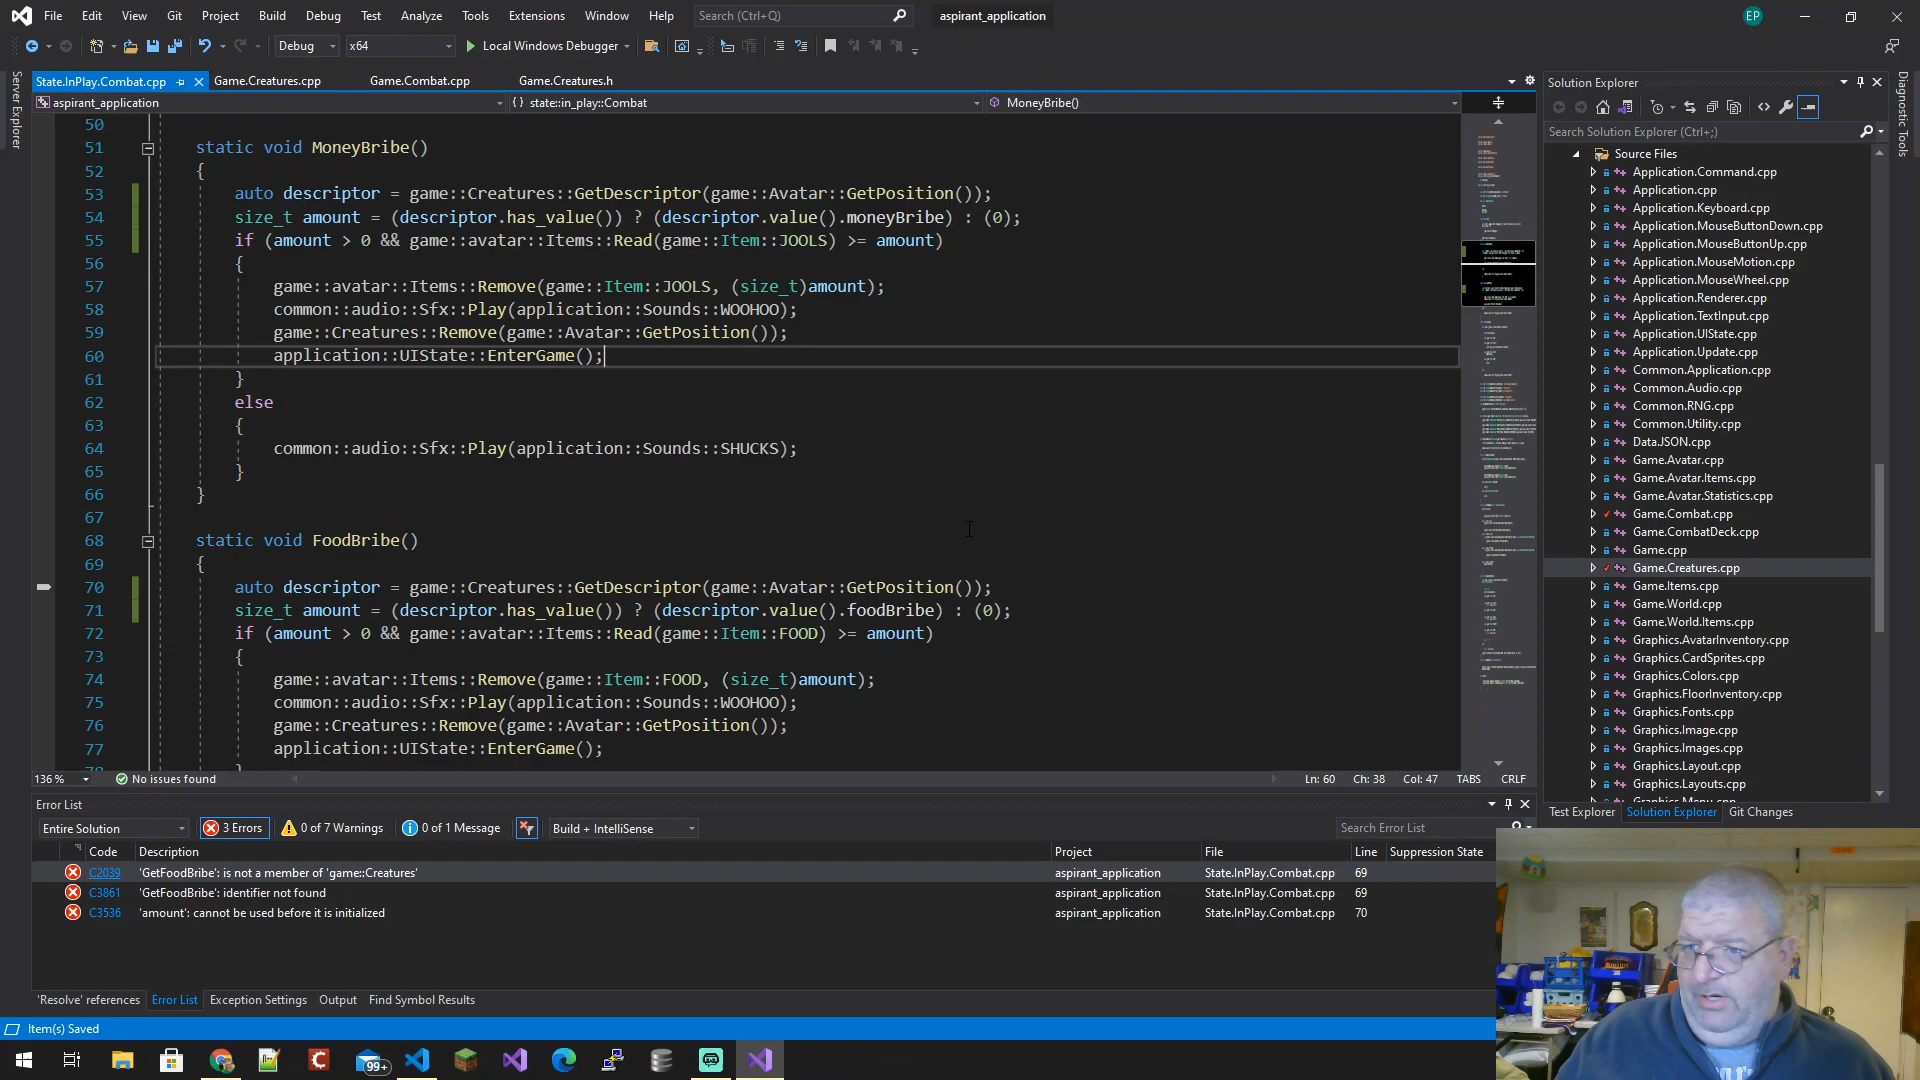 File Edit View Git Project Build Debug Test Analyze Tools Extensions Window Help Search (Ctrl+Q) aspirant_application EP
Debug x64 Local Windows Debugger
State.InPlay.Combat.cpp Game.Creatures.cpp Game.Combat.cpp Game.Creatures.h
aspirant_application {} state::in_play::Combat MoneyBribe()
Server Explorer
50
51 static void MoneyBribe()
52 {
53 auto descriptor = game::Creatures::GetDescriptor(game::Avatar::GetPosition());
54 size_t amount = (descriptor.has_value()) ? (descriptor.value().moneyBribe) : (0);
55 if (amount > 0 && game::avatar::Items::Read(game::Item::JOOLS) >= amount)
56 {
57 game::avatar::Items::Remove(game::Item::JOOLS, (size_t)amount);
58 common::audio::Sfx::Play(application::Sounds::WOOHOO);
59 game::Creatures::Remove(game::Avatar::GetPosition());
60 application::UIState::EnterGame();
61 }
62 else
63 {
64 common::audio::Sfx::Play(application::Sounds::SHUCKS);
65 }
66 }
67
68 static void FoodBribe()
69 {
70 auto descriptor = game::Creatures::GetDescriptor(game::Avatar::GetPosition());
71 size_t amount = (descriptor.has_value()) ? (descriptor.value().foodBribe) : (0);
72 if (amount > 0 && game::avatar::Items::Read(game::Item::FOOD) >= amount)
73 {
74 game::avatar::Items::Remove(game::Item::FOOD, (size_t)amount);
75 common::audio::Sfx::Play(application::Sounds::WOOHOO);
76 game::Creatures::Remove(game::Avatar::GetPosition());
77 application::UIState::EnterGame();
78 }
136 % No issues found Ln: 60 Ch: 38 Col: 47 TABS CRLF
Solution Explorer
Search Solution Explorer (Ctrl+;)
Source Files
Application.Command.cpp
Application.cpp
Application.Keyboard.cpp
Application.MouseButtonDown.cpp
Application.MouseButtonUp.cpp
Application.MouseMotion.cpp
Application.MouseWheel.cpp
Application.Renderer.cpp
Application.TextInput.cpp
Application.UIState.cpp
Application.Update.cpp
Common.Application.cpp
Common.Audio.cpp
Common.RNG.cpp
Common.Utility.cpp
Data.JSON.cpp
Game.Avatar.cpp
Game.Avatar.Items.cpp
Game.Avatar.Statistics.cpp
Game.Combat.cpp
Game.CombatDeck.cpp
Game.cpp
Game.Creatures.cpp
Game.Items.cpp
Game.World.cpp
Game.World.Items.cpp
Graphics.AvatarInventory.cpp
Graphics.CardSprites.cpp
Graphics.Colors.cpp
Graphics.FloorInventory.cpp
Graphics.Fonts.cpp
Graphics.Image.cpp
Graphics.Images.cpp
Graphics.Layout.cpp
Graphics.Layouts.cpp
Graphics.Menu.cpp
Test Explorer Solution Explorer Git Changes
Diagnostic Tools
Error List
Entire Solution 3 Errors 0 of 7 Warnings 0 of 1 Message Build + IntelliSense Search Error List
Code Description Project File Line Suppression State
C2039 'GetFoodBribe': is not a member of 'game::Creatures' aspirant_application State.InPlay.Combat.cpp 69
C3861 'GetFoodBribe': identifier not found aspirant_application State.InPlay.Combat.cpp 69
C3536 'amount': cannot be used before it is initialized aspirant_application State.InPlay.Combat.cpp 70
'Resolve' references Error List Exception Settings Output Find Symbol Results
Item(s) Saved
99+